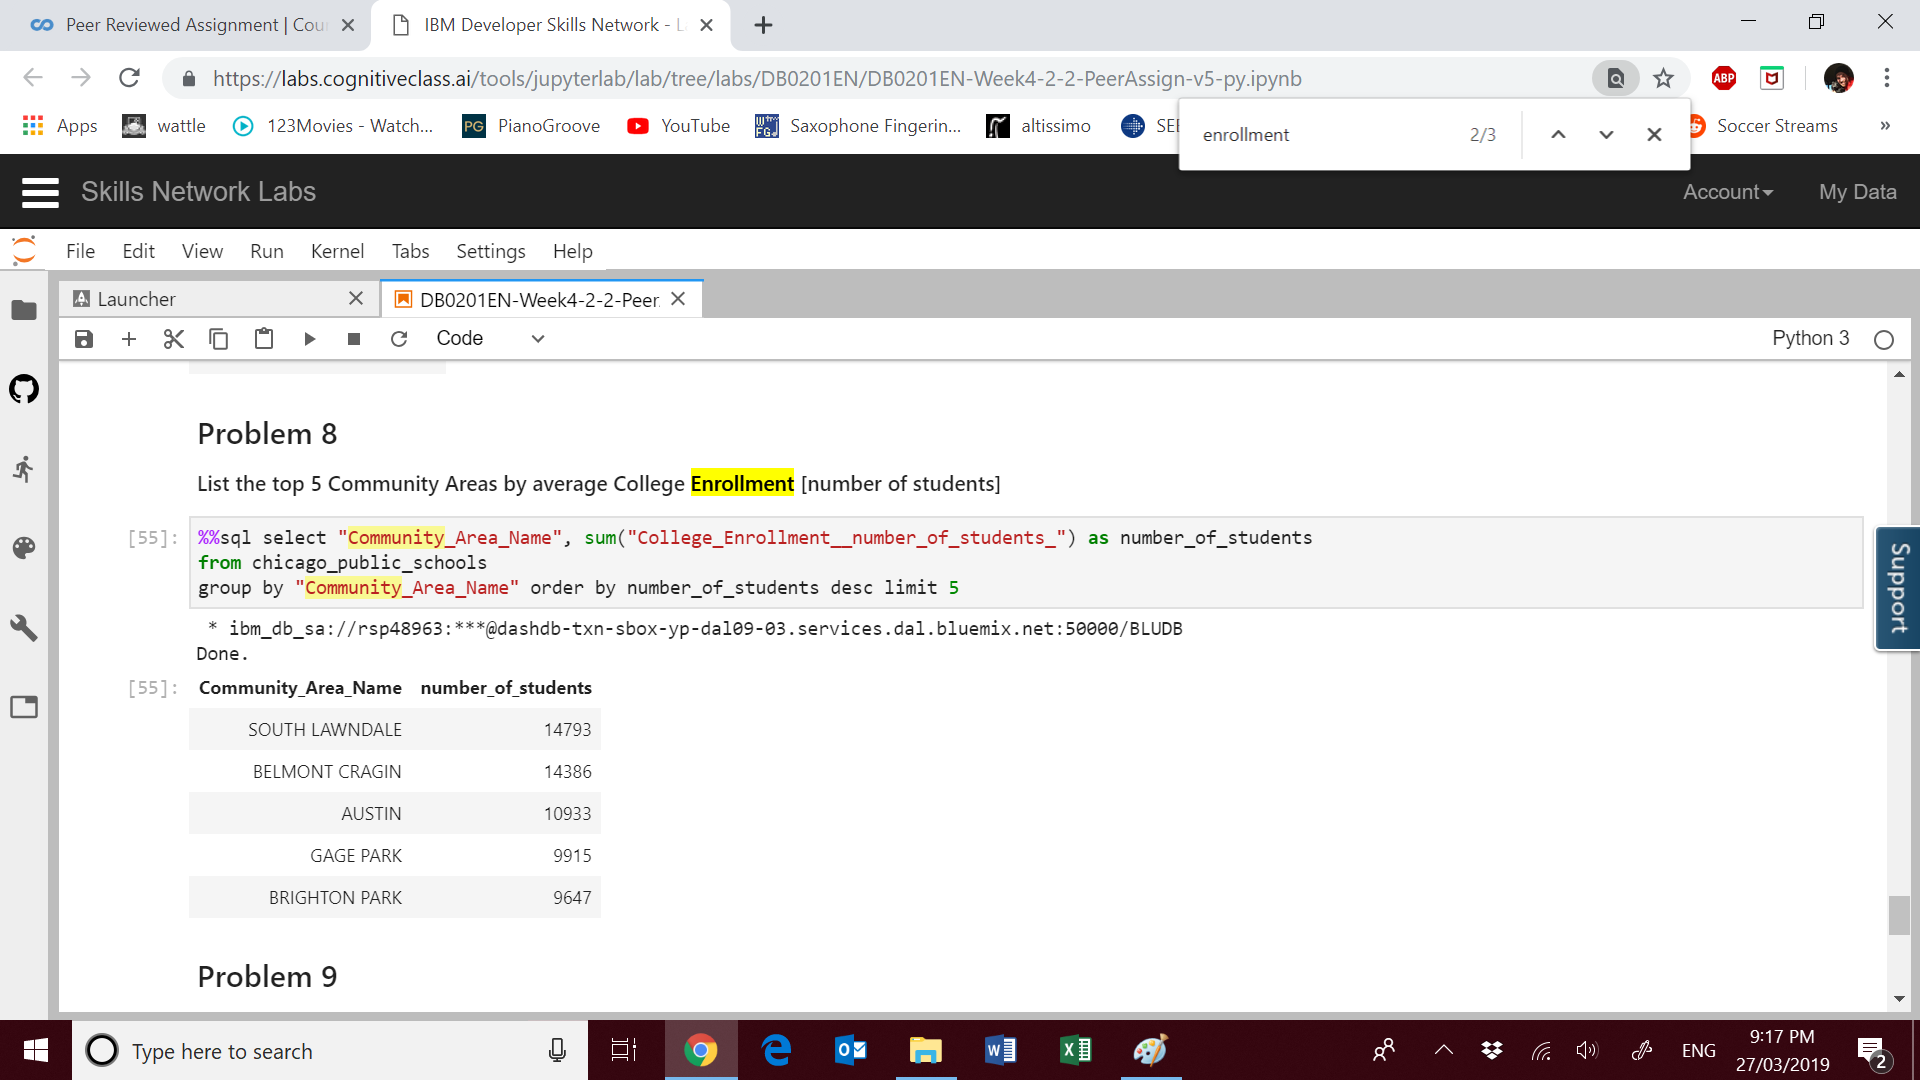 Peer Reviewed Assignment | Cou
IBM Developer Skills Network - L
https://labs.cognitiveclass.ai/tools/jupyterlab/lab/tree/labs/DB0201EN/DB0201EN-Week4-2-2-PeerAssign-v5-py.ipynb
ABP
Apps
wattle
123Movies - Watch...
PG
PianoGroove
YouTube
Saxophone Fingerin...
altissimo
SE
Soccer Streams
»
enrollment 2/3
Skills Network Labs
Account
My Data
File Edit View Run Kernel Tabs Settings Help
Launcher
DB0201EN-Week4-2-2-Peer
Code
Python 3
Problem 8
List the top 5 Community Areas by average College Enrollment [number of students]
[55]: %%sql select "Community_Area_Name", sum("College_Enrollment__number_of_students_") as number_of_students
from chicago_public_schools
group by "Community_Area_Name" order by number_of_students desc limit 5
* ibm_db_sa://rsp48963:***@dashdb-txn-sbox-yp-dal09-03.services.dal.bluemix.net:50000/BLUDB
Done.
[55]: Community_Area_Name number_of_students
SOUTH LAWNDALE 14793
BELMONT CRAGIN 14386
AUSTIN 10933
GAGE PARK 9915
BRIGHTON PARK 9647
Problem 9
Support
Type here to search
ENG
9:17 PM
27/03/2019
2